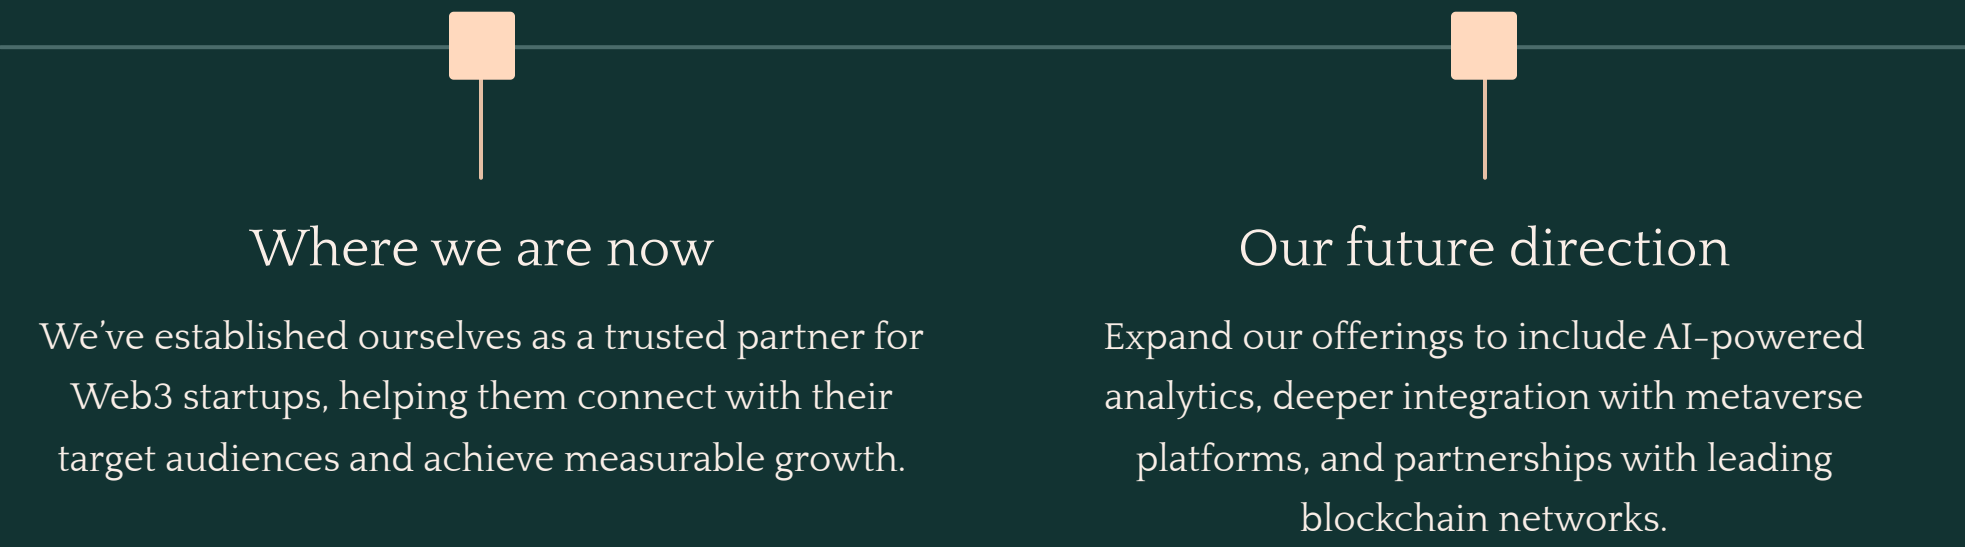 Where we are now
We’ve established ourselves as a trusted partner for
Web3 startups, helping them connect with their
target audiences and achieve measurable growth.
Our future direction
Expand our offerings to include AI-powered
analytics, deeper integration with metaverse
platforms, and partnerships with leading
blockchain networks.